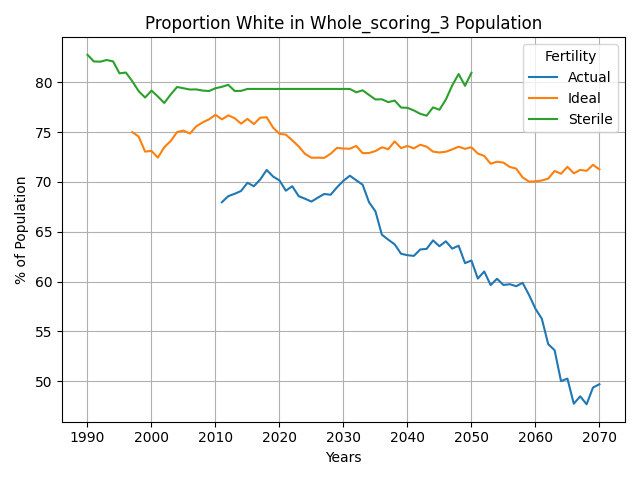 Proportion White in Whole_scoring_3 Population
Fertility
Actual
Ideal
Sterile
% of Population
80
75
70
65
60
55
50
1990 2000 2010 2020 2030 2040 2050 2060 2070
Years